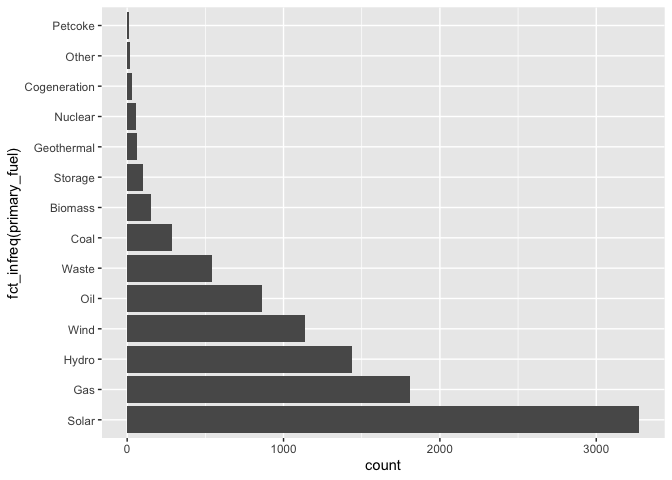 Petcoke
Other
Cogeneration
Nuclear
Geothermal
Storage
Biomass
Coal
Waste
Oil
Wind
Hydro
Gas
Solar
fct_infreq(primary_fuel)
0 1000 2000 3000
count